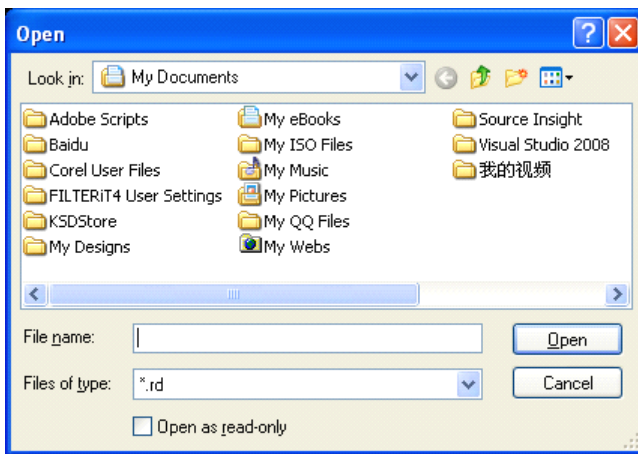 Open
Look in: My Documents
Adobe Scripts
Baidu
Corel User Files
FILTERiT4 User Settings
KSDStore
My Designs
My eBooks
My ISO Files
My Music
My Pictures
My QQ Files
My Webs
Source Insight
Visual Studio 2008
我的视频
File name:
Open
Files of type: *.rd
Cancel
Open as read-only